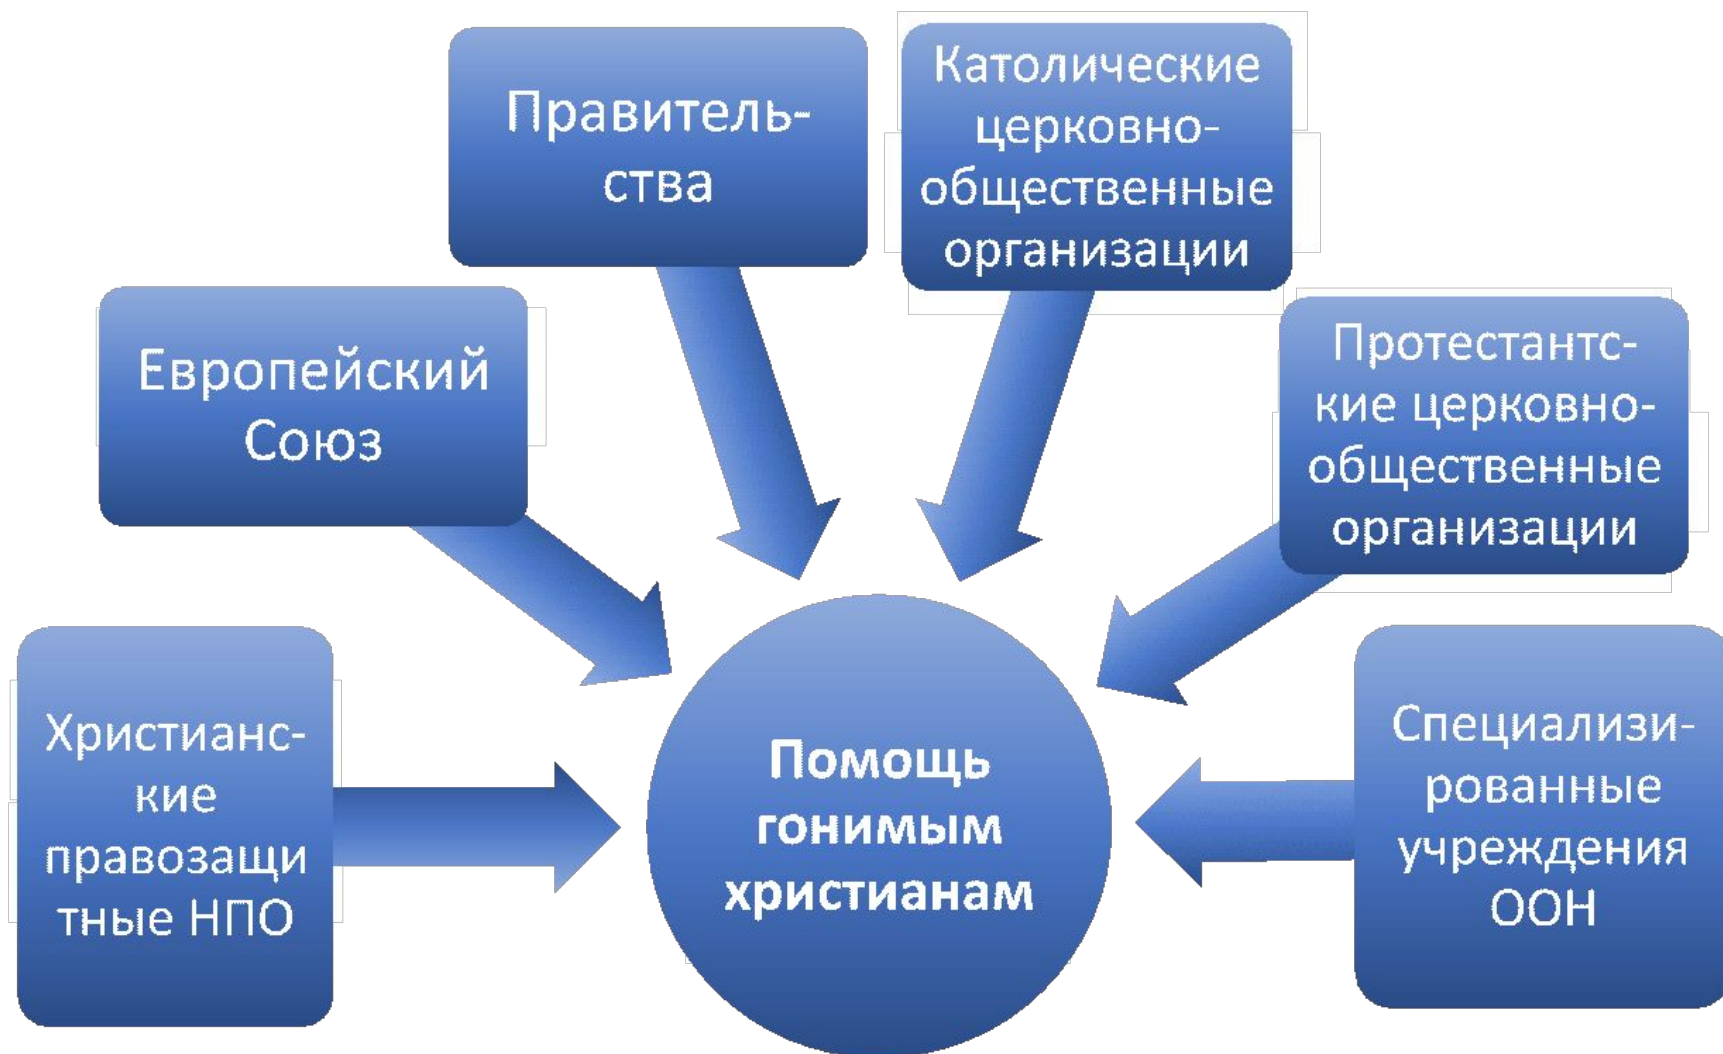 Правитель-
ства
Католические
церковно-
общественные
организации
Европейский
Союз
Протестантс-
кие церковно-
общественные
организации
Христианс-
кие
правозащи
тные НПО
Помощь
гонимым
христианам
Специализи-
рованные
учреждения
ООН